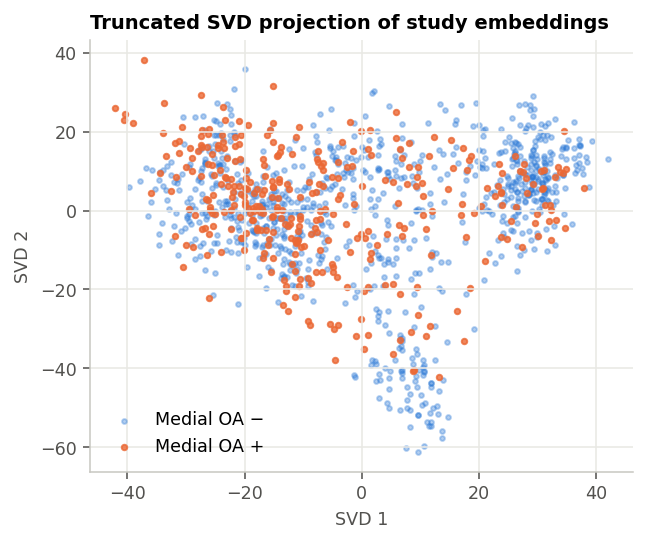 Truncated SVD projection of study embeddings
40
20
0
−20
−40
−60
SVD 2
Medial OA −
Medial OA +
−40 −20 0 20 40
SVD 1